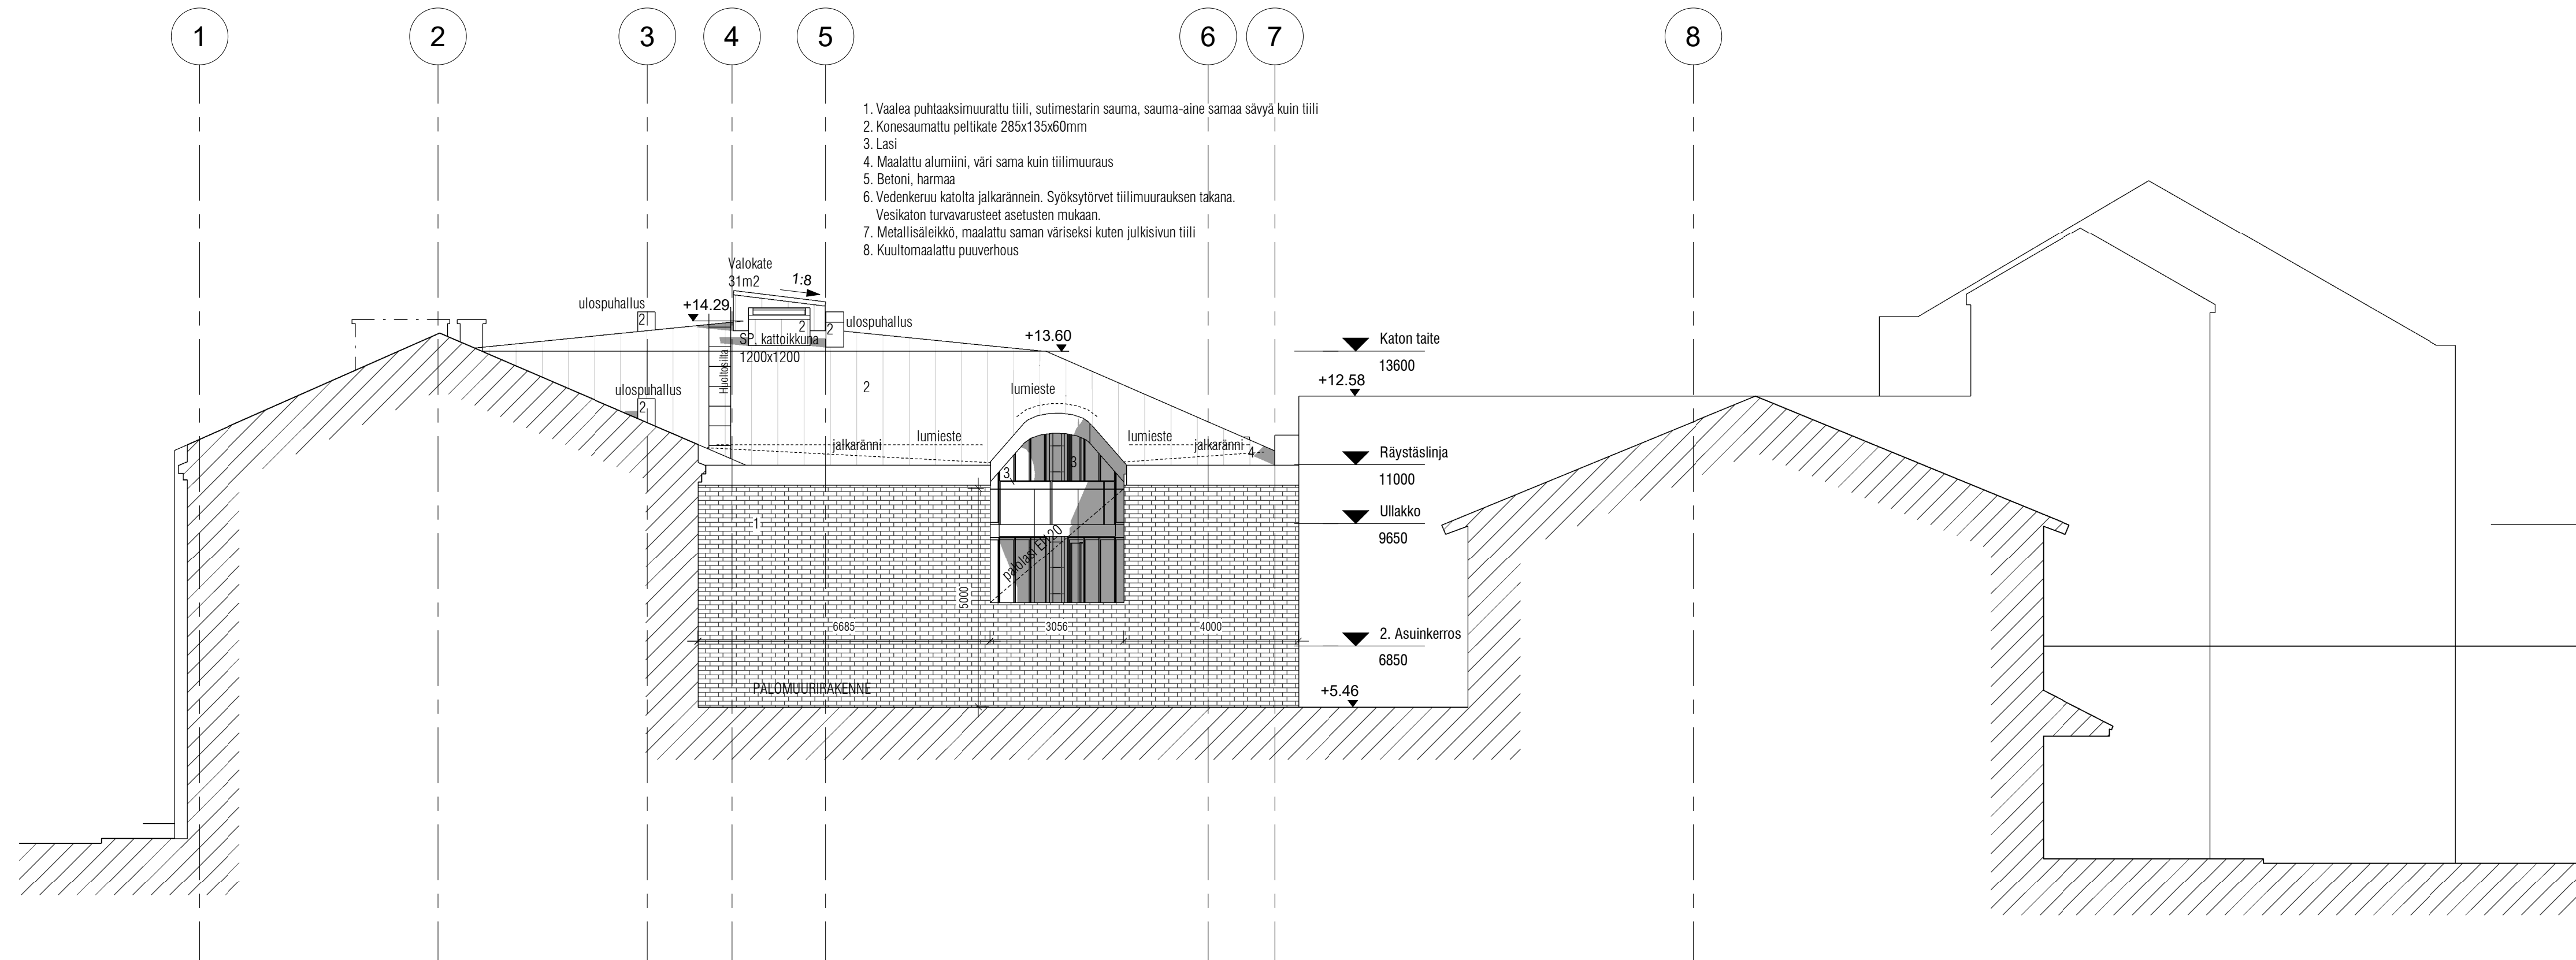 1 2 3 4 5 6 7 8
1. Vaalea puhtaaksimuurattu tiili, sutimestarin sauma, sauma-aine samaa sävyä kuin tiili
2. Konesaumattu peltikate 285x135x60mm
3. Lasi
4. Maalattu alumiini, väri sama kuin tiilimuuraus
5. Betoni, harmaa
6. Vedenkeruu katolta jalkarännein. Syöksytörvet tiilimuurauksen takana.
Vesikaton turvavarusteet asetusten mukaan.
7. Metallisäleikkö, maalattu saman väriseksi kuten julkisivun tiili
8. Kuultomaalattu puuverhous
Valokate
31m2
1:8
ulospuhallus
2
+14.29
2
2
ulospuhallus
SP, kattoikkuna
1200x1200
+13.60
Katon taite
13600
Huoltosilta
+12.58
ulospuhallus
2
2
lumieste
jalkaränni
lumieste
lumieste
jalkaränni
4
Räystäslinja
11000
3
3
1
Ullakko
9650
palolasi EI120
5000
6685
3056
4000
2. Asuinkerros
6850
PALOMUURIRAKENNE
+5.46